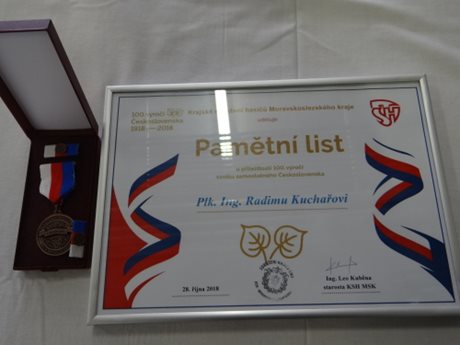 100.výročí
Československa
1918—2018
Krajské sdružení hasičů Moravskoslezského kraje
uděluje
Pamětní list
u příležitosti 100.výročí
vzniku samostatného Československa
Plk. Ing. Radimu Kuchařovi
28. října 2018
Ing. Leo Kubína
starosta KSH MSK